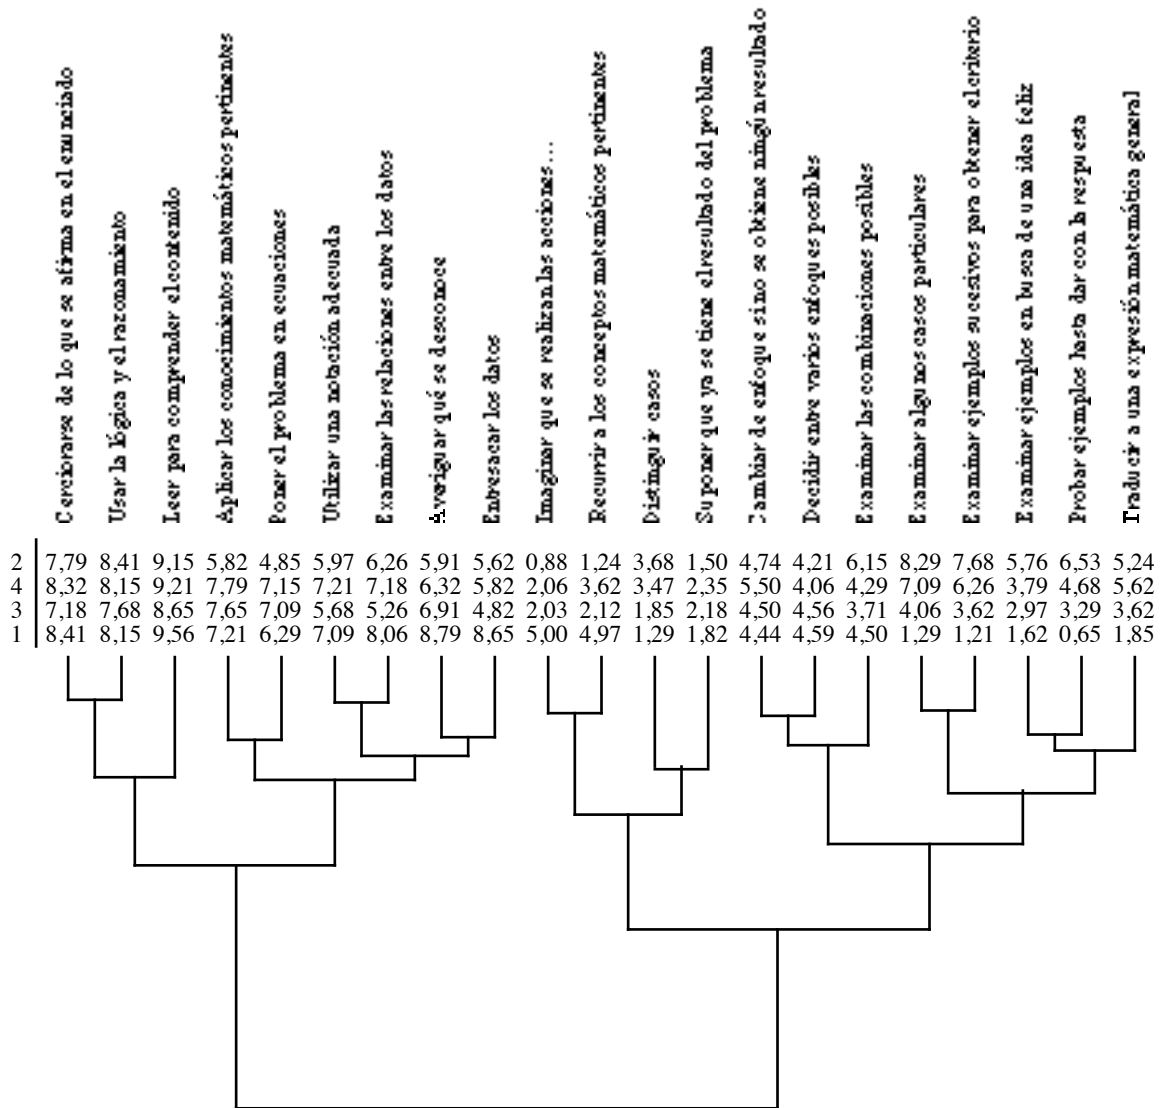 Cerciorarse de lo que se afirma en el enunciado
Usar la lógica y el razonamiento
Leer para comprender el contenido
Aplicar los conocimientos matemáticos pertinentes
Poner el problema en ecuaciones
Utilizar una notación adecuada
Examinar las relaciones entre los datos
Averiguar qué se desconoce
Entresacar los datos
Imaginar que se realizan las acciones...
Recurrir a los conceptos matemáticos pertinentes
Distinguir casos
Suponer que ya se tiene el resultado del problema
Cambiar de enfoque si no se obtiene ningún resultado
Decidir entre varios enfoques posibles
Examinar las combinaciones posibles
Examinar algunos casos particulares
Examinar ejemplos sucesivos para obtener el criterio
Examinar ejemplos en busca de una idea feliz
Probar ejemplos hasta dar con la respuesta
Traducir a una expresión matemática general
2 7,79 8,41 9,15 5,82 4,85 5,97 6,26 5,91 5,62 0,88 1,24 3,68 1,50 4,74 4,21 6,15 8,29 7,68 5,76 6,53 5,24
4 8,32 8,15 9,21 7,79 7,15 7,21 7,18 6,32 5,82 2,06 3,62 3,47 2,35 5,50 4,06 4,29 7,09 6,26 3,79 4,68 5,62
3 7,18 7,68 8,65 7,65 7,09 5,68 5,26 6,91 4,82 2,03 2,12 1,85 2,18 4,50 4,56 3,71 4,06 3,62 2,97 3,29 3,62
1 8,41 8,15 9,56 7,21 6,29 7,09 8,06 8,79 8,65 5,00 4,97 1,29 1,82 4,44 4,59 4,50 1,29 1,21 1,62 0,65 1,85